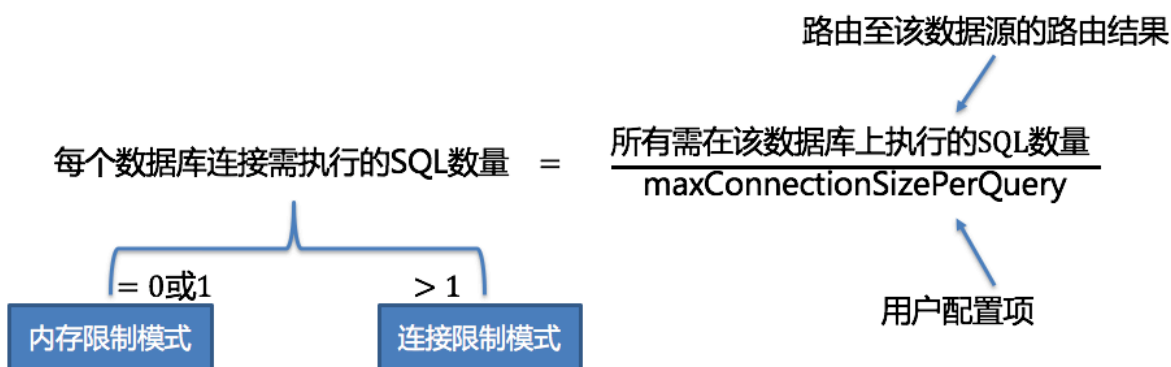 路由至该数据源的路由结果
每个数据库连接需执行的SQL数量 = 所有需在该数据库上执行的SQL数量
maxConnectionSizePerQuery
= 0或1 > 1
用户配置项
内存限制模式 连接限制模式